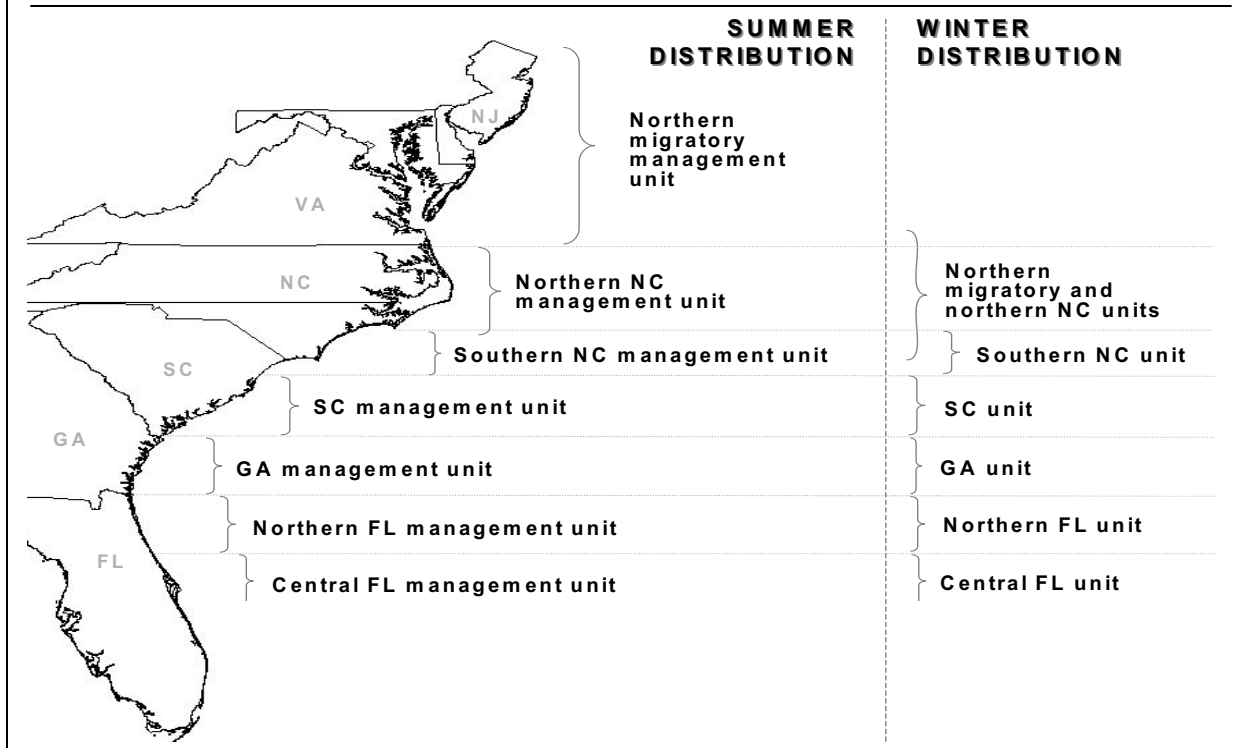 SUMMER
DISTRIBUTION
WINTER
DISTRIBUTION
NJ
Northern
migratory
management
unit
VA
NC
Northern NC
management unit
Northern
migratory and
northern NC units
Southern NC management unit
Southern NC unit
SC
SC management unit
SC unit
GA
GA management unit
GA unit
Northern FL management unit
Northern FL unit
FL
Central FL management unit
Central FL unit